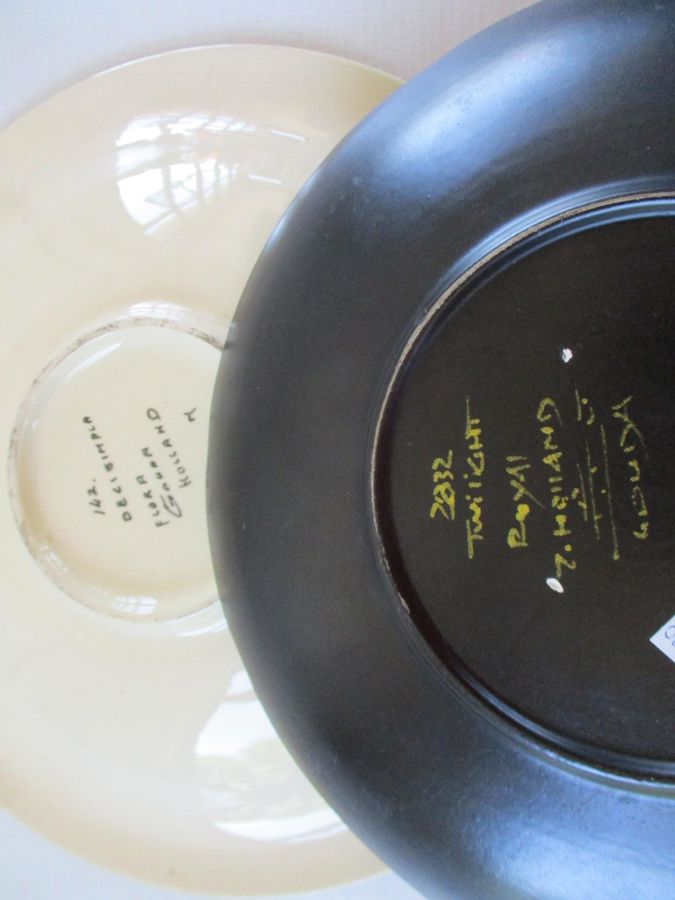 142.
DECISIMPLA
FLORA
GOUDA
HOLLAND
K
2832
TWILIGHT
ROYAL
Z. HOLLAND
GOUDA